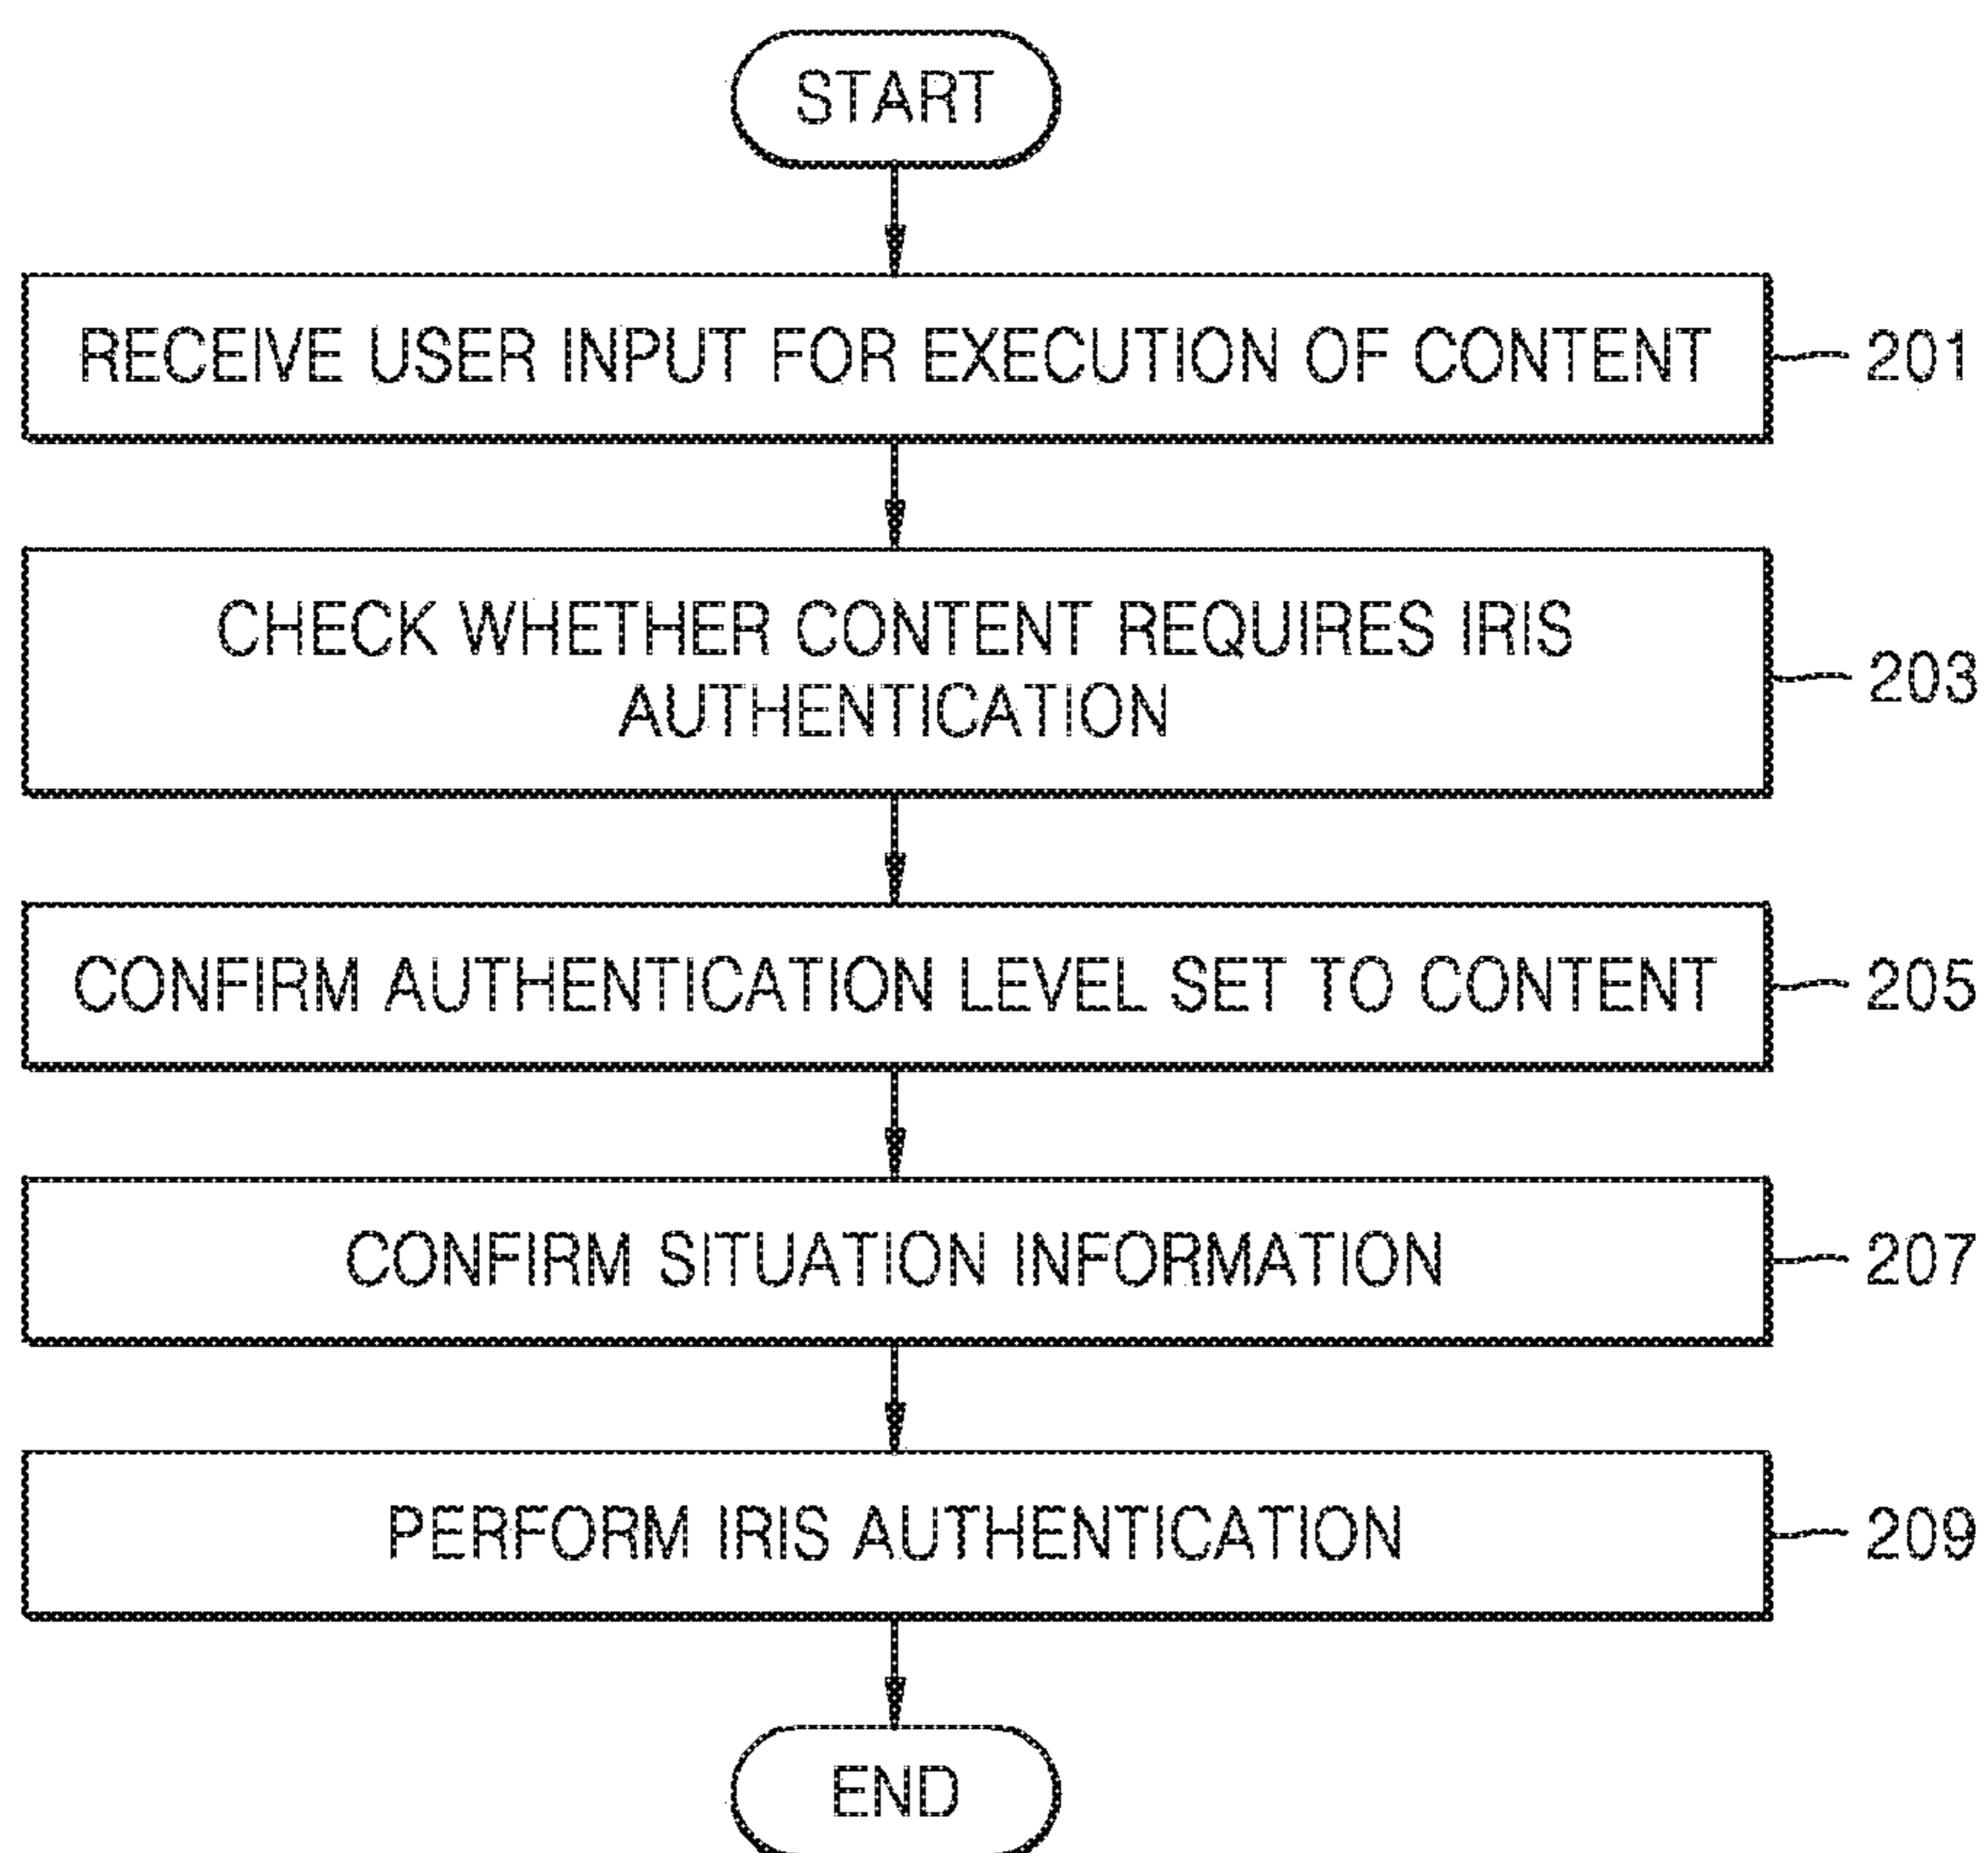 START
RECEIVE USER INPUT FOR EXECUTION OF CONTENT
201
CHECK WHETHER CONTENT REQUIRES IRIS
AUTHENTICATION
203
CONFIRM AUTHENTICATION LEVEL SET TO CONTENT
205
CONFIRM SITUATION INFORMATION
207
PERFORM IRIS AUTHENTICATION
209
END